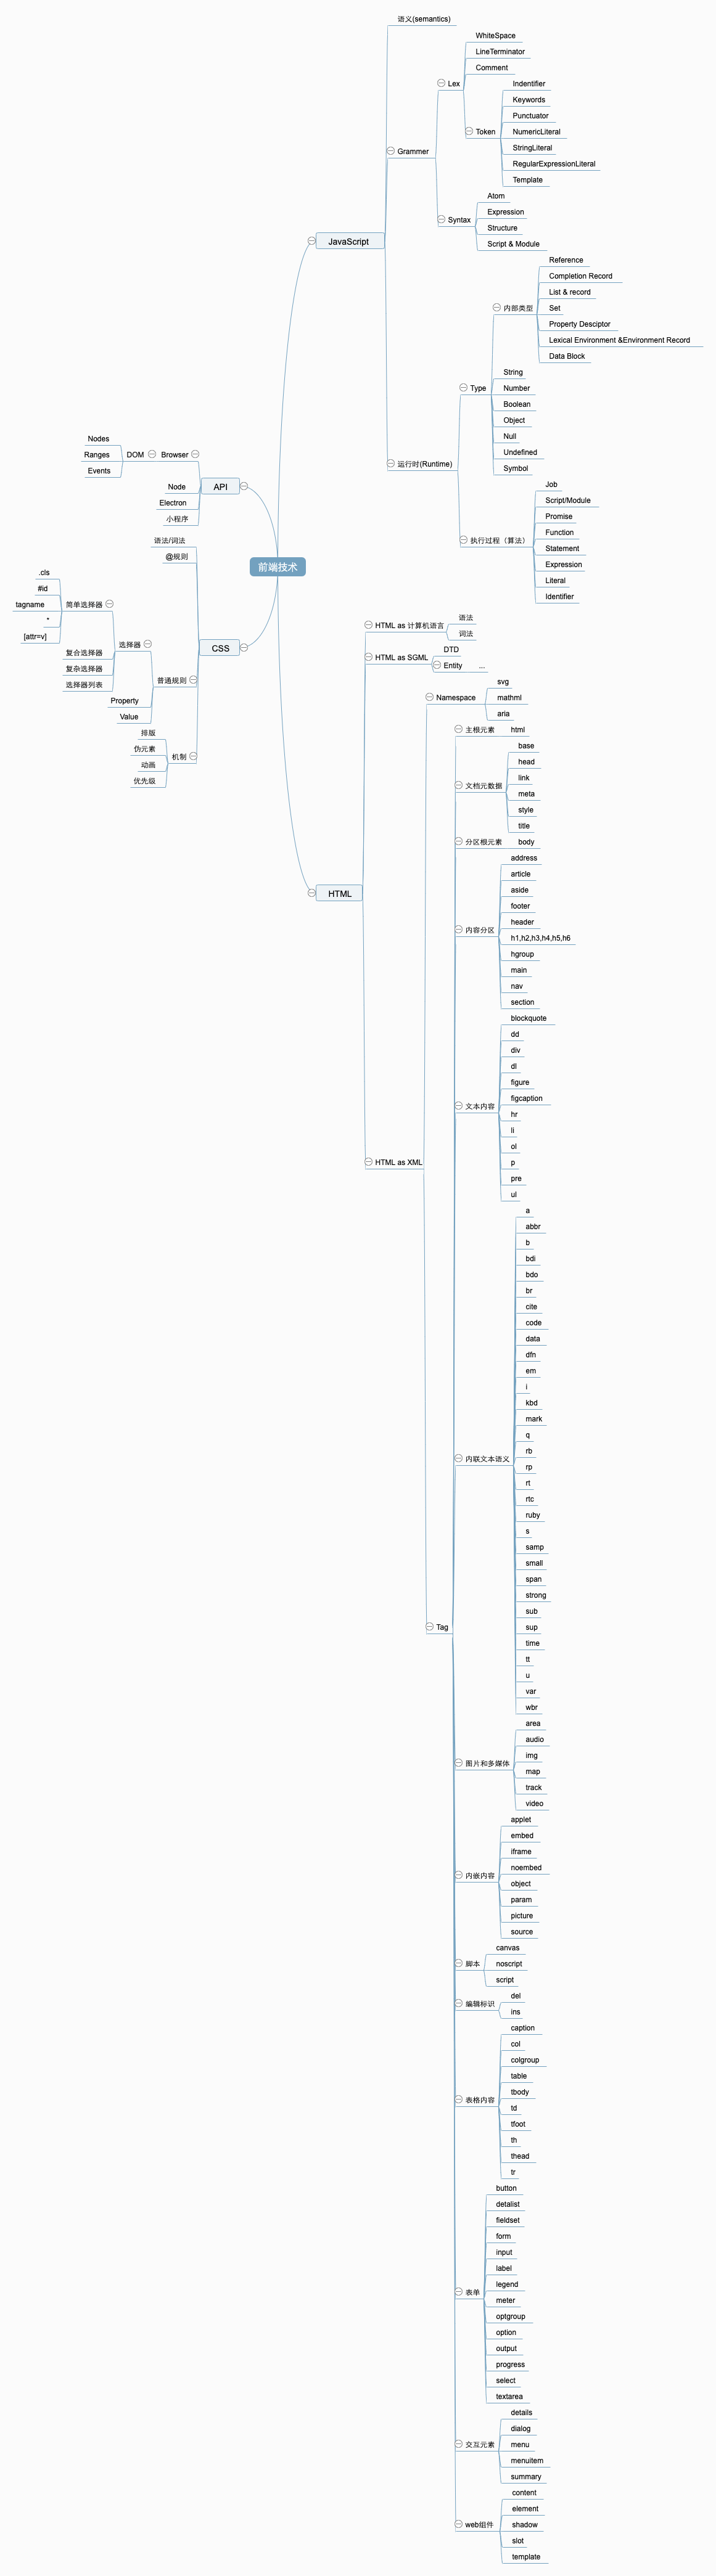 前端技术
JavaScript
语义(semantics)
Grammer
Lex
WhiteSpace
LineTerminator
Comment
Token
Indentifier
Keywords
Punctuator
NumericLiteral
StringLiteral
RegularExpressionLiteral
Template
Syntax
Atom
Expression
Structure
Script & Module
运行时(Runtime)
Type
内部类型
Reference
Completion Record
List & record
Set
Property Desciptor
Lexical Environment &Environment Record
Data Block
String
Number
Boolean
Object
Null
Undefined
Symbol
执行过程（算法）
Job
Script/Module
Promise
Function
Statement
Expression
Literal
Identifier
API
Browser
DOM
Nodes
Ranges
Events
Node
Electron
小程序
CSS
语法/词法
@规则
普通规则
选择器
简单选择器
.cls
#id
tagname
*
[attr=v]
复合选择器
复杂选择器
选择器列表
Property
Value
机制
排版
伪元素
动画
优先级
HTML
HTML as 计算机语言
语法
词法
HTML as SGML
DTD
Entity
...
HTML as XML
Namespace
svg
mathml
aria
Tag
主根元素
html
文档元数据
base
head
link
meta
style
title
分区根元素
body
内容分区
address
article
aside
footer
header
h1,h2,h3,h4,h5,h6
hgroup
main
nav
section
文本内容
blockquote
dd
div
dl
figure
figcaption
hr
li
ol
p
pre
ul
内联文本语义
a
abbr
b
bdi
bdo
br
cite
code
data
dfn
em
i
kbd
mark
q
rb
rp
rt
rtc
ruby
s
samp
small
span
strong
sub
sup
time
tt
u
var
wbr
图片和多媒体
area
audio
img
map
track
video
内嵌内容
applet
embed
iframe
noembed
object
param
picture
source
脚本
canvas
noscript
script
编辑标识
del
ins
表格内容
caption
col
colgroup
table
tbody
td
tfoot
th
thead
tr
表单
button
detalist
fieldset
form
input
label
legend
meter
optgroup
option
output
progress
select
textarea
交互元素
details
dialog
menu
menuitem
summary
web组件
content
element
shadow
slot
template